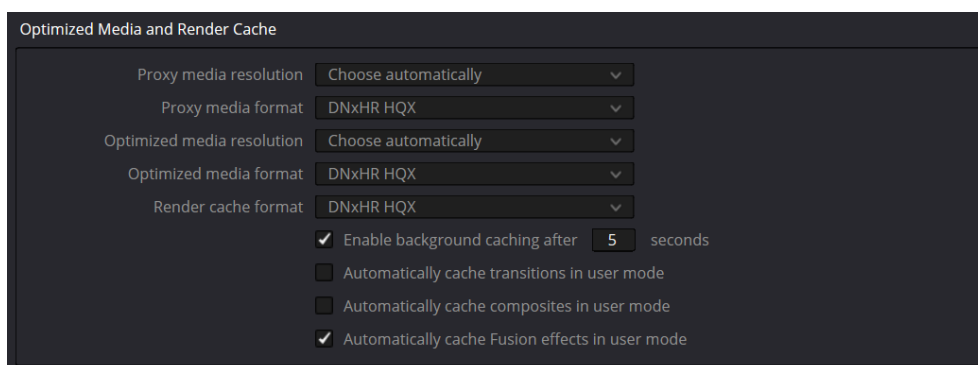 Optimized Media and Render Cache
Proxy media resolution Choose automatically
Proxy media format DNxHR HQX
Optimized media resolution Choose automatically
Optimized media format DNxHR HQX
Render cache format DNxHR HQX
Enable background caching after 5 seconds
Automatically cache transitions in user mode
Automatically cache composites in user mode
Automatically cache Fusion effects in user mode